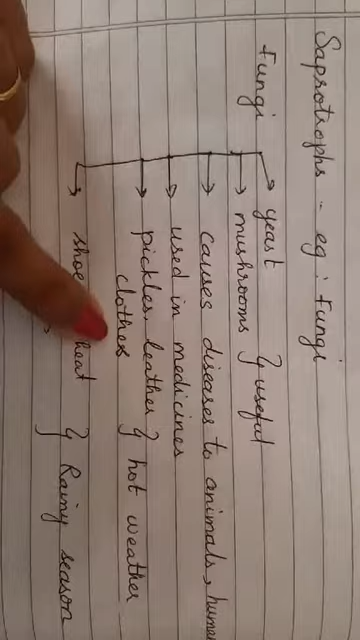 Saprotrophs - eg: Fungi
Fungi
yeast
mushrooms } useful
causes diseases to animals,
used in medicines
pickles, leather } hot weather
clothes
shoe heat } Rainy season